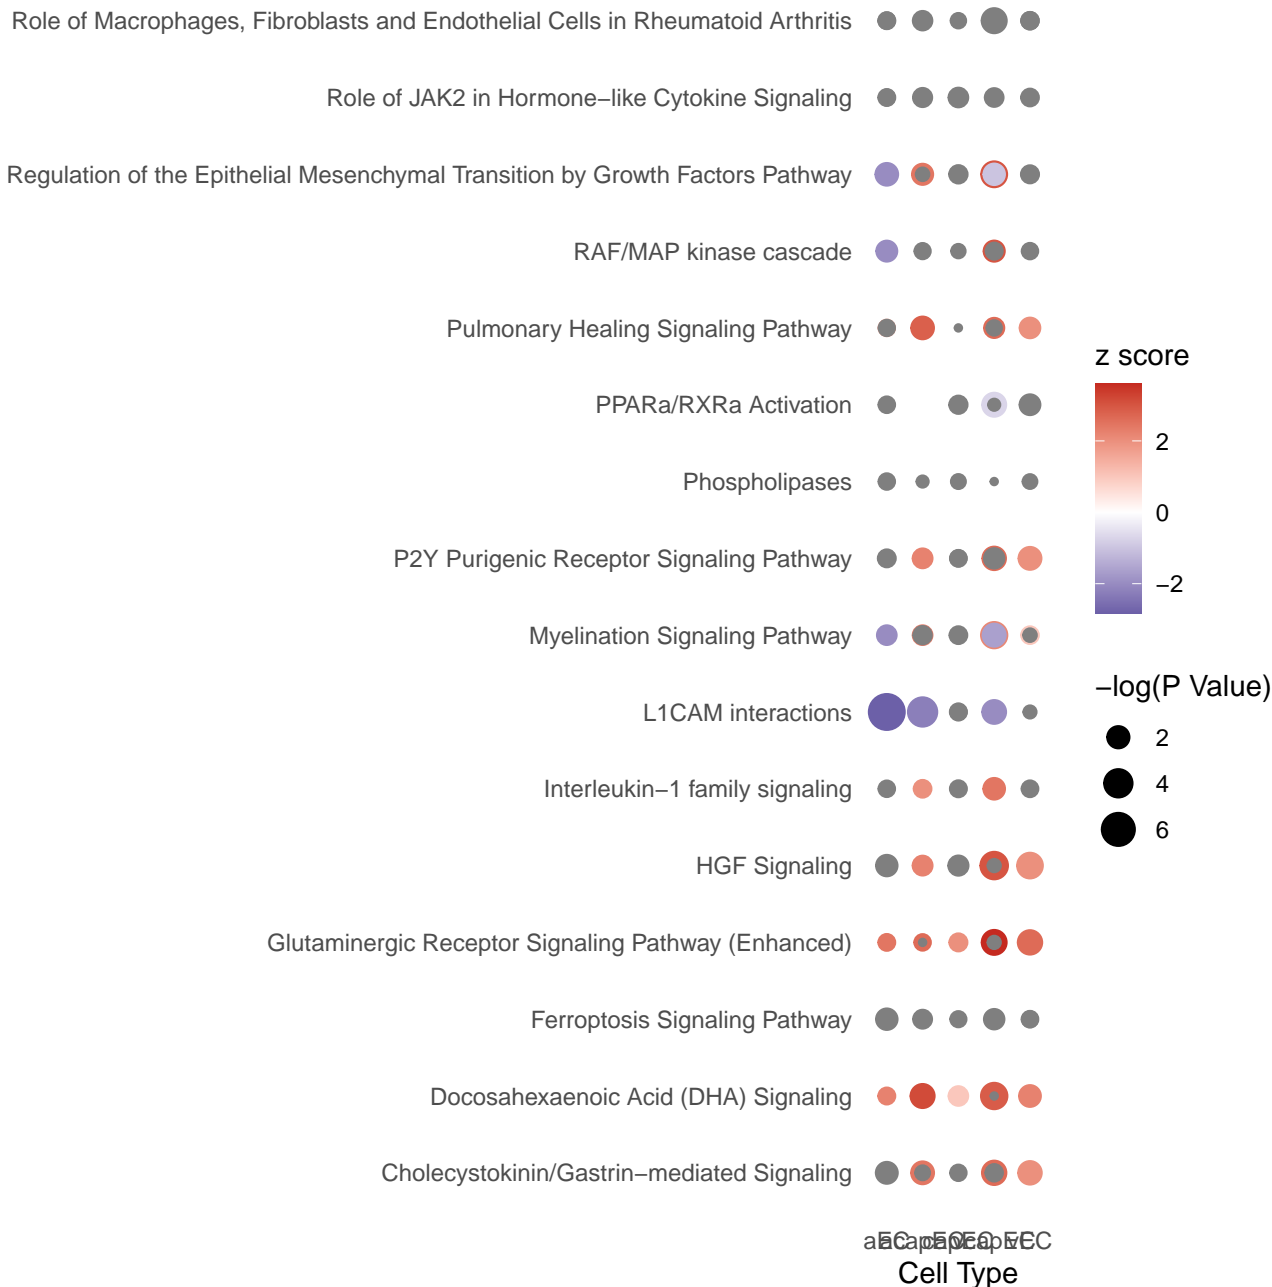 Role of Macrophages, Fibroblasts and Endothelial Cells in Rheumatoid Arthritis
Role of JAK2 in Hormone−like Cytokine Signaling
Regulation of the Epithelial Mesenchymal Transition by Growth Factors Pathway
RAF/MAP kinase cascade
Pulmonary Healing Signaling Pathway
PPARa/RXRa Activation
Phospholipases
P2Y Purigenic Receptor Signaling Pathway
Myelination Signaling Pathway
L1CAM interactions
Interleukin−1 family signaling
HGF Signaling
Glutaminergic Receptor Signaling Pathway (Enhanced)
Ferroptosis Signaling Pathway
Docosahexaenoic Acid (DHA) Signaling
Cholecystokinin/Gastrin−mediated Signaling
z score
2
0
−2
−log(P Value)
2
4
6
Cell Type